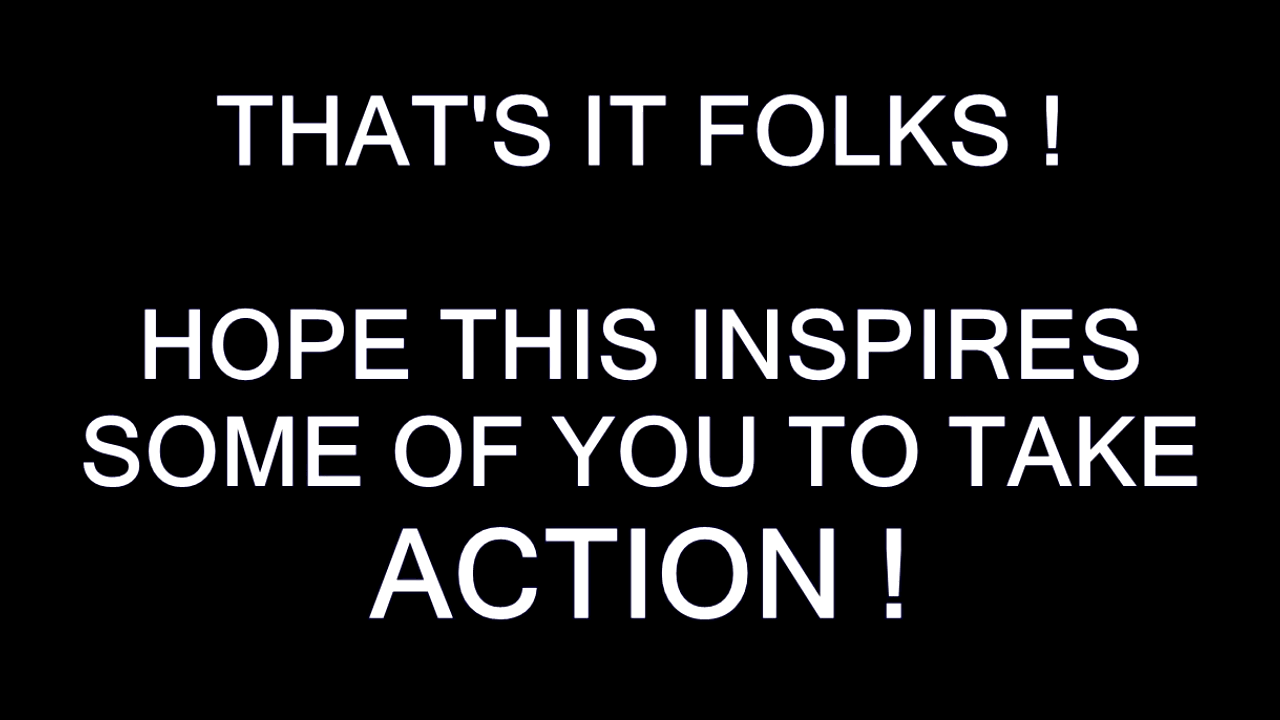 THAT'S IT FOLKS !
HOPE THIS INSPIRES
SOME OF YOU TO TAKE
ACTION !